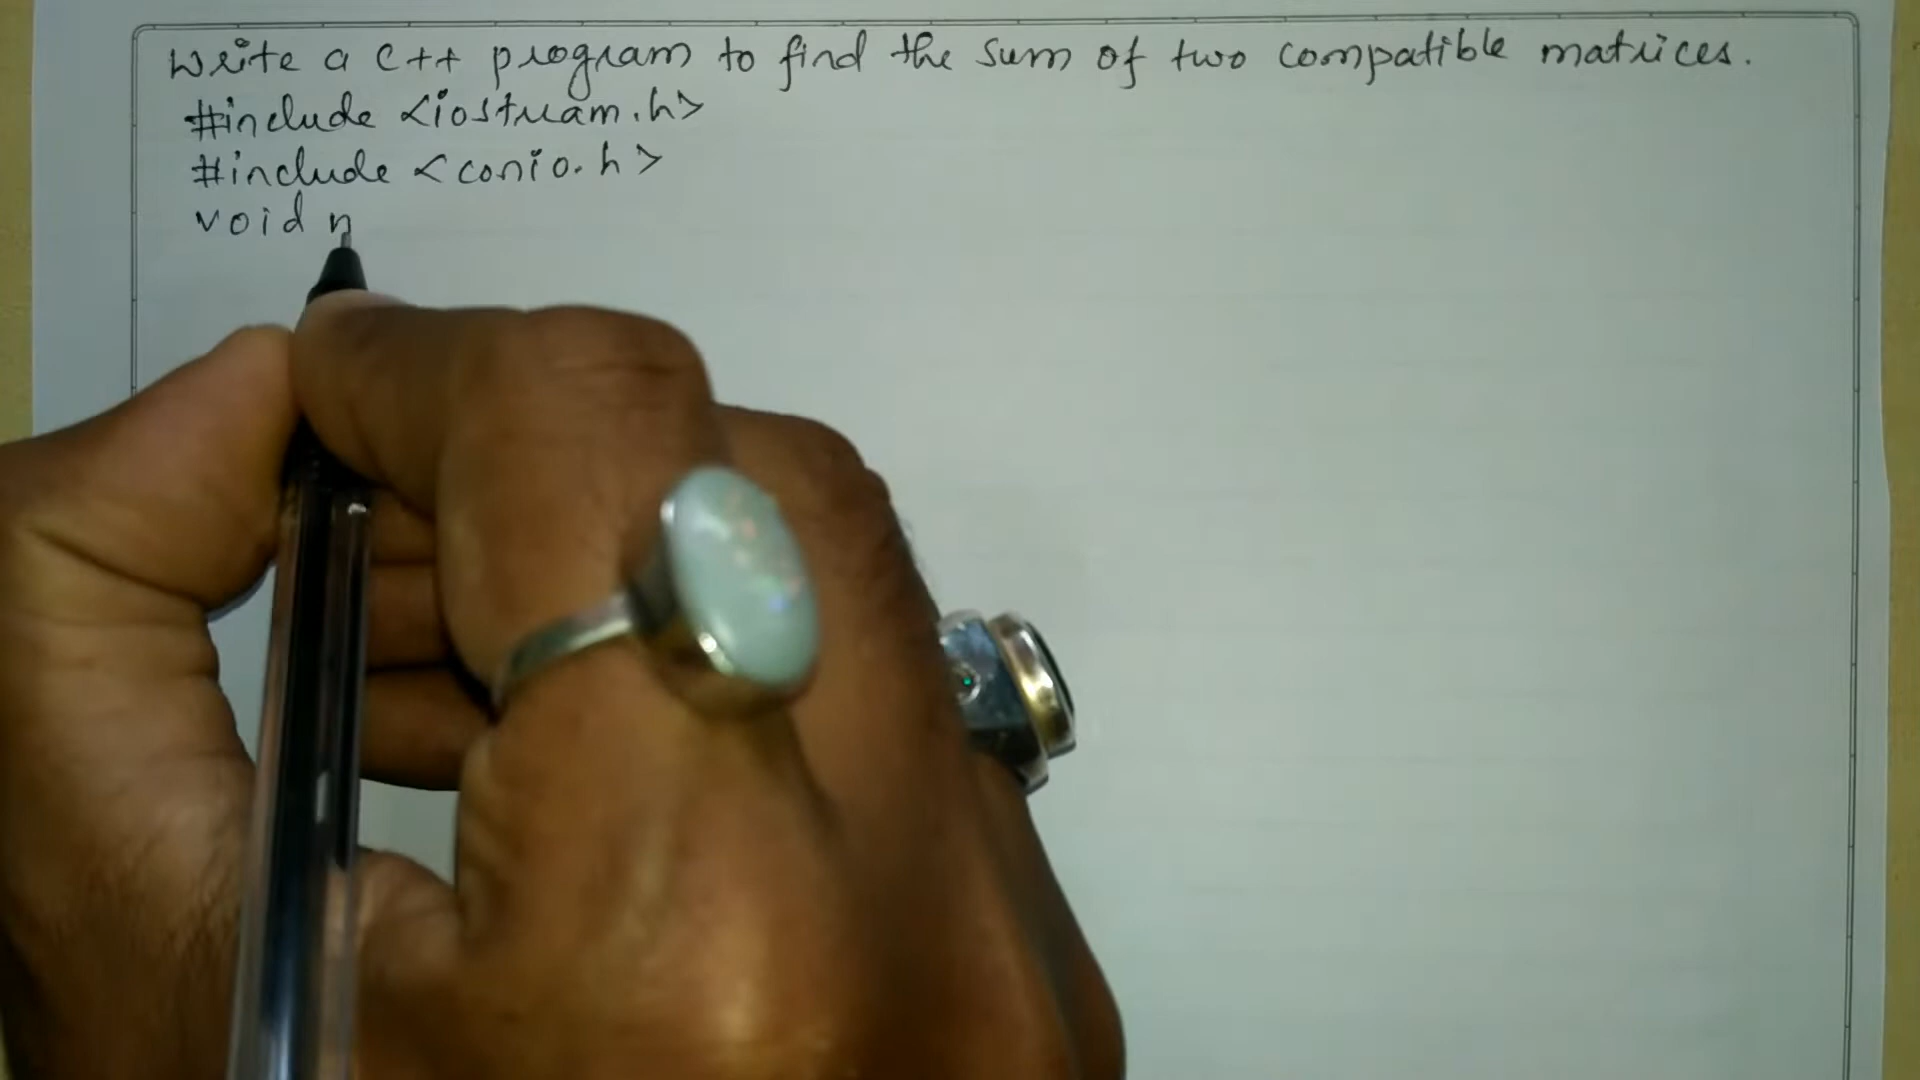 Write a C++ program to find the sum of two compatible matrices.
#include <iostream.h>
#include <conio.h>
void n